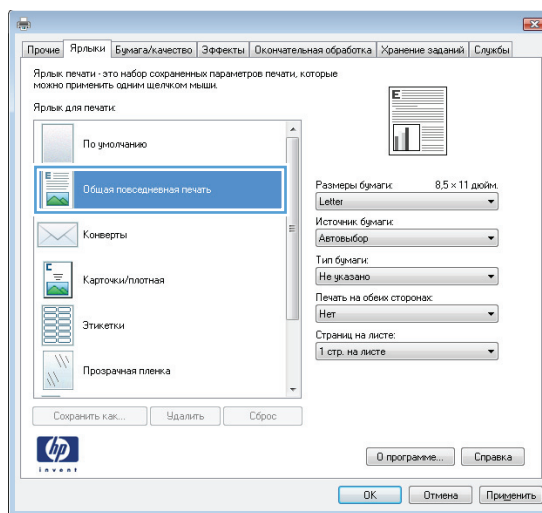 Прочие Ярлыки Бумага/качество Эффекты Окончательная обработка Хранение заданий Службы
Ярлык печати - это набор сохраненных параметров печати, которые
можно применить одним щелчком мыши.
Ярлык для печати:
По умолчанию
Общая повседневная печать
Конверты
Карточки/плотная
Этикетки
Прозрачная пленка
Сохранить как... Удалить Сброс
E
Размеры бумаги: 8,5 × 11 дюйм.
Letter
Источник бумаги:
Автовыбор
Тип бумаги:
Не указано
Печать на обеих сторонах:
Нет
Страниц на листе:
1 стр. на листе
hp
invent
О программе... Справка
OK Отмена Применить